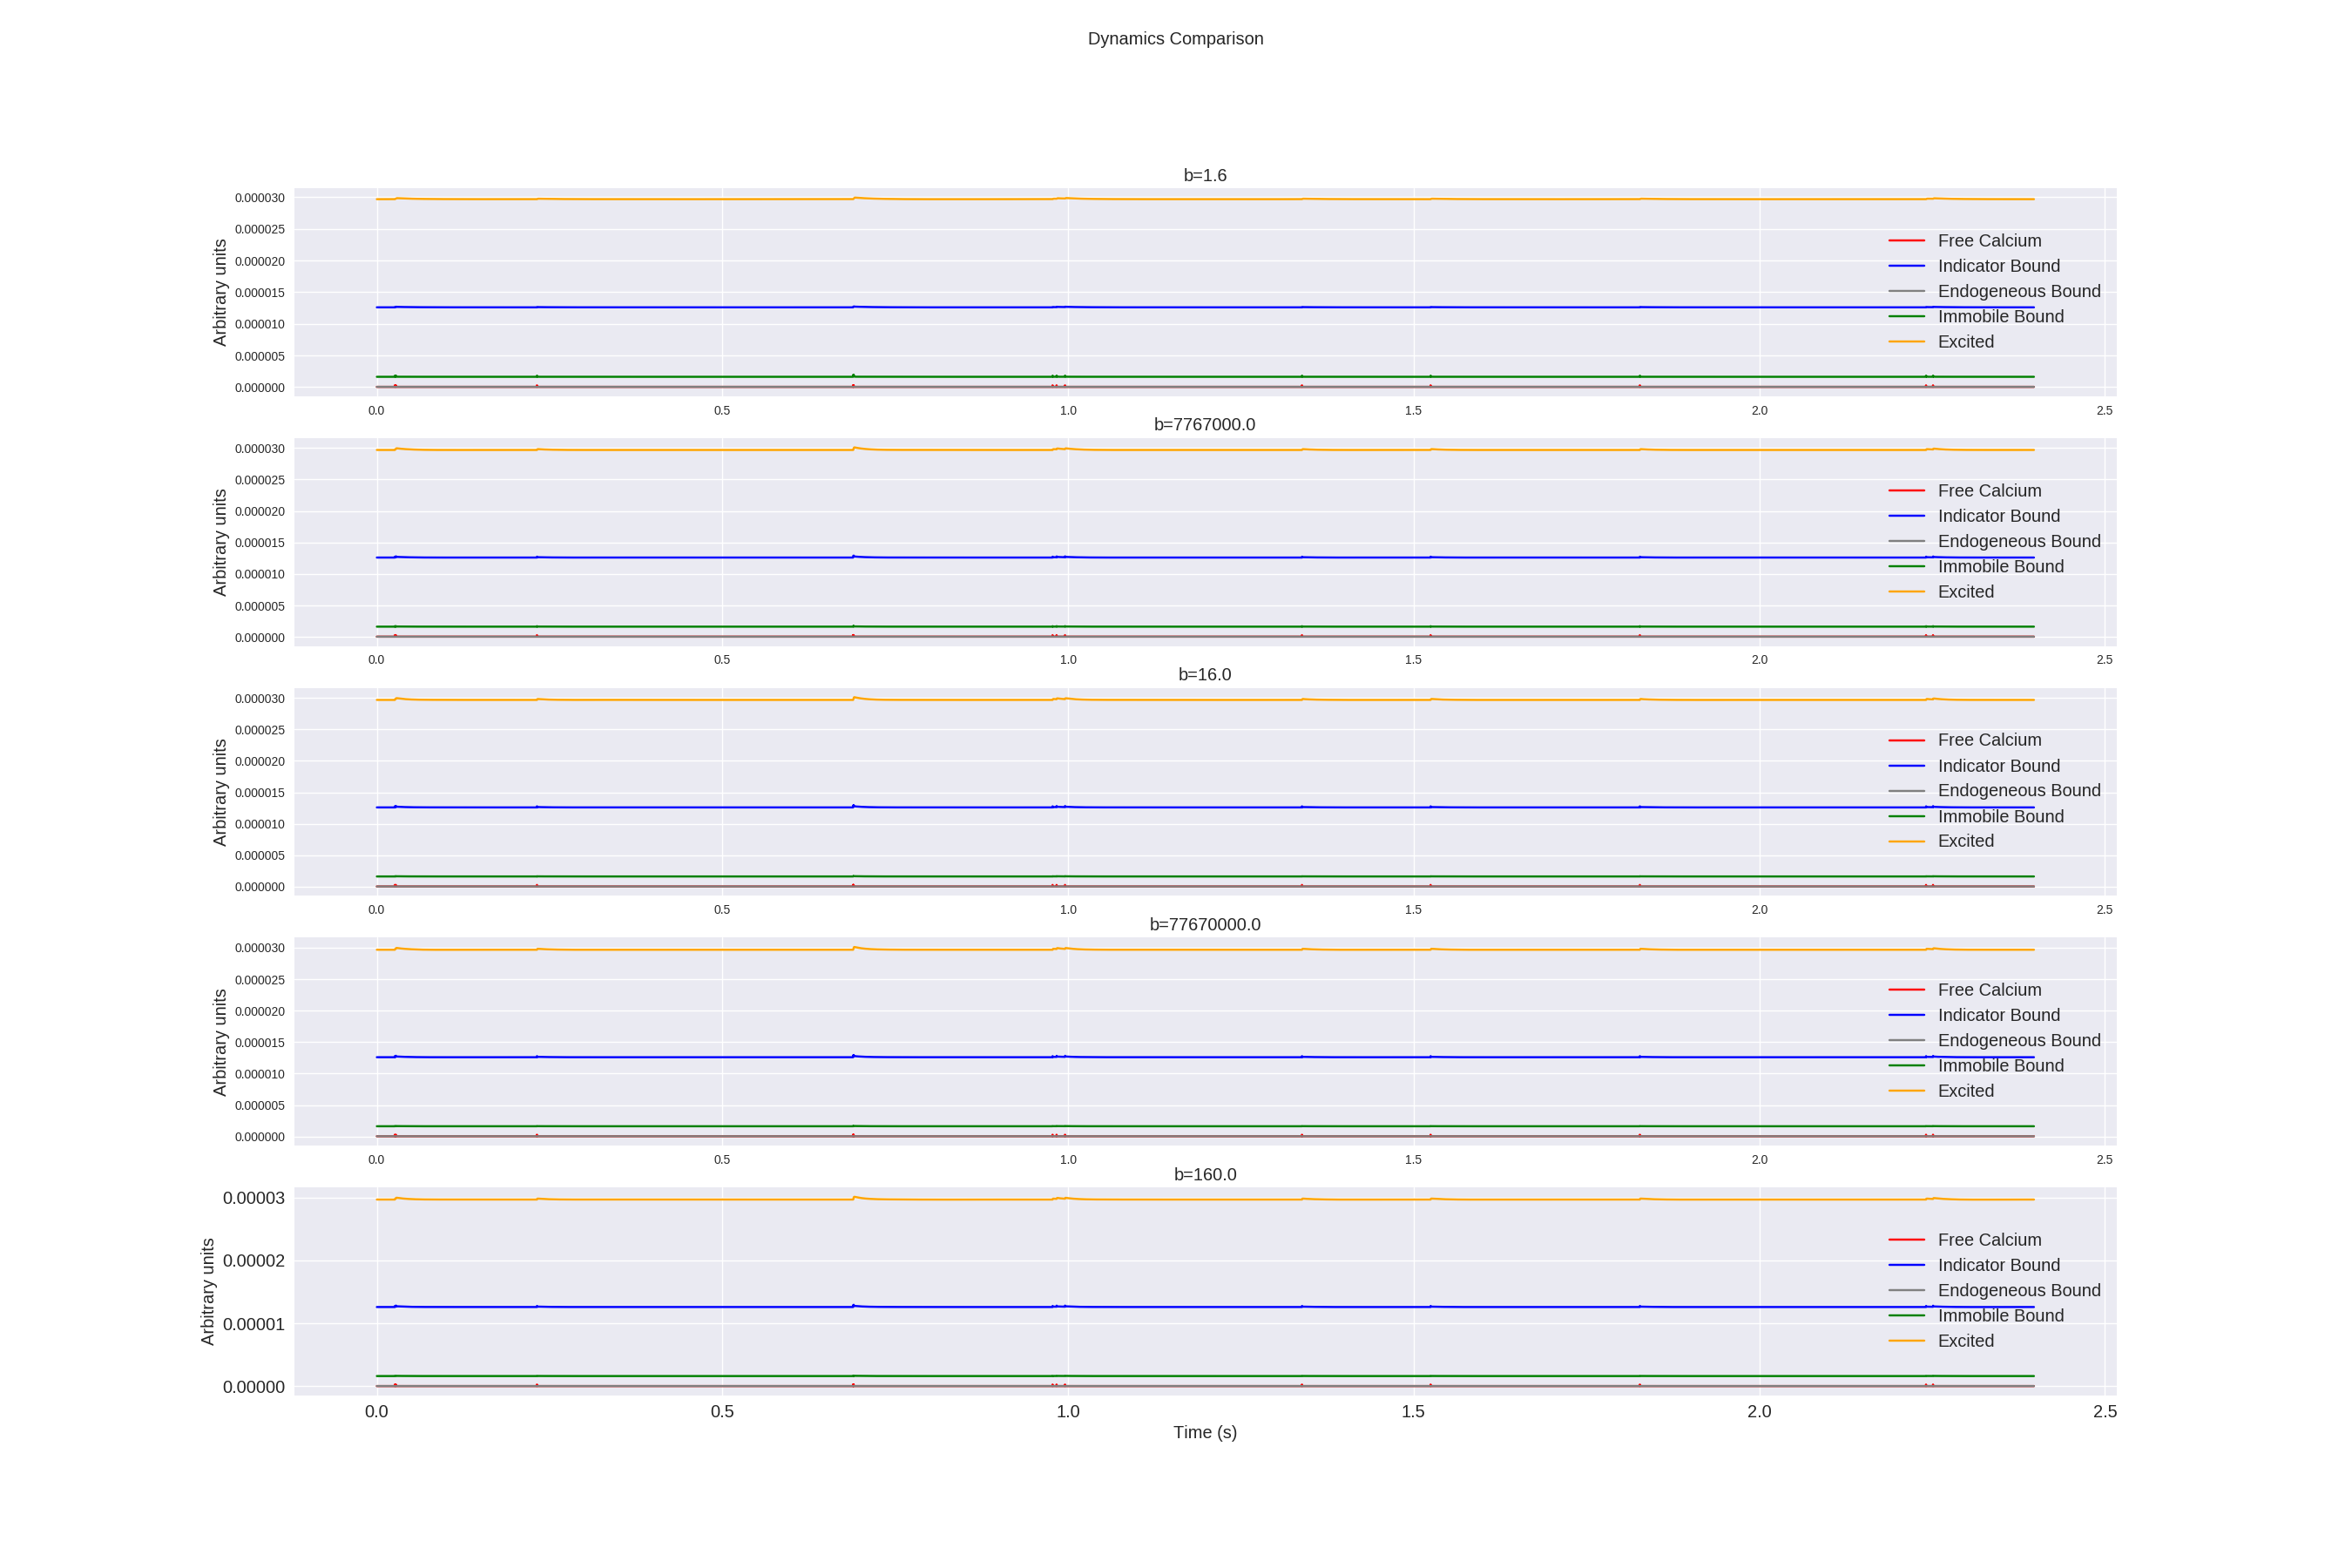 Dynamics Comparison
b=1.6
0.000030
0.000025
0.000020
0.000015
0.000010
0.000005
0.000000
Arbitrary units
Free Calcium
Indicator Bound
Endogeneous Bound
Immobile Bound
Excited
0.0 0.5 1.0 1.5 2.0 2.5
b=7767000.0
0.000030
0.000025
0.000020
0.000015
0.000010
0.000005
0.000000
Arbitrary units
Free Calcium
Indicator Bound
Endogeneous Bound
Immobile Bound
Excited
0.0 0.5 1.0 1.5 2.0 2.5
b=16.0
0.000030
0.000025
0.000020
0.000015
0.000010
0.000005
0.000000
Arbitrary units
Free Calcium
Indicator Bound
Endogeneous Bound
Immobile Bound
Excited
0.0 0.5 1.0 1.5 2.0 2.5
b=77670000.0
0.000030
0.000025
0.000020
0.000015
0.000010
0.000005
0.000000
Arbitrary units
Free Calcium
Indicator Bound
Endogeneous Bound
Immobile Bound
Excited
0.0 0.5 1.0 1.5 2.0 2.5
b=160.0
0.00003
0.00002
0.00001
0.00000
Arbitrary units
Free Calcium
Indicator Bound
Endogeneous Bound
Immobile Bound
Excited
0.0 0.5 1.0 1.5 2.0 2.5
Time (s)